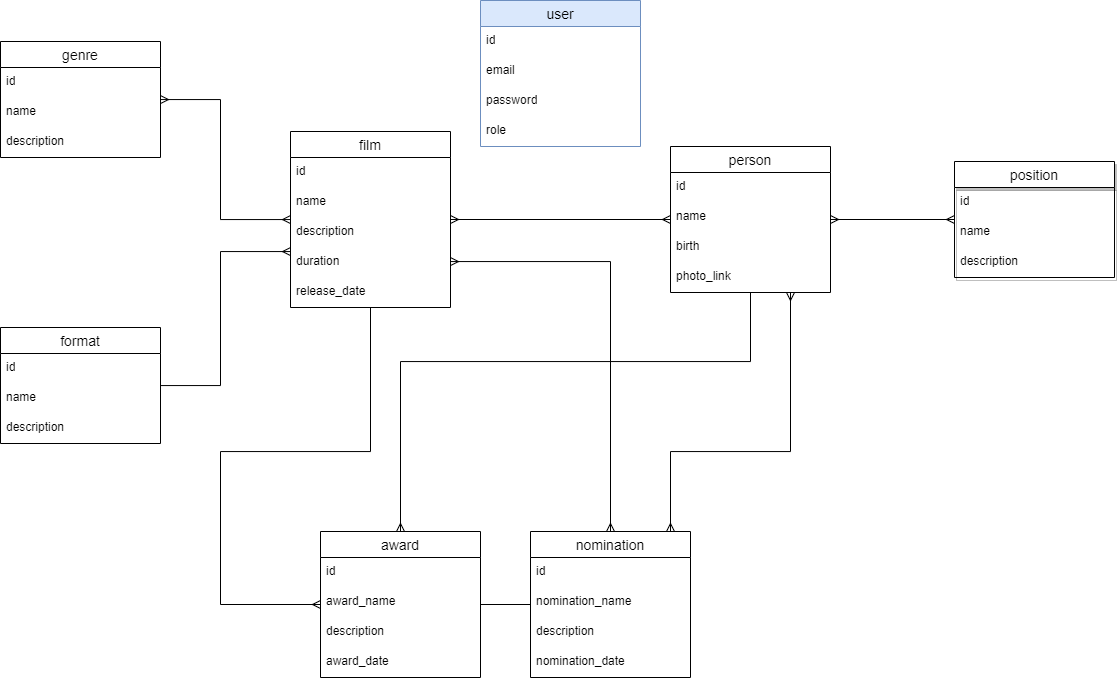 user
id
email
password
role
genre
id
name
description
film
id
name
description
duration
release_date
person
id
name
birth
photo_link
position
id
name
description
format
id
name
description
award
id
award_name
description
award_date
nomination
id
nomination_name
description
nomination_date